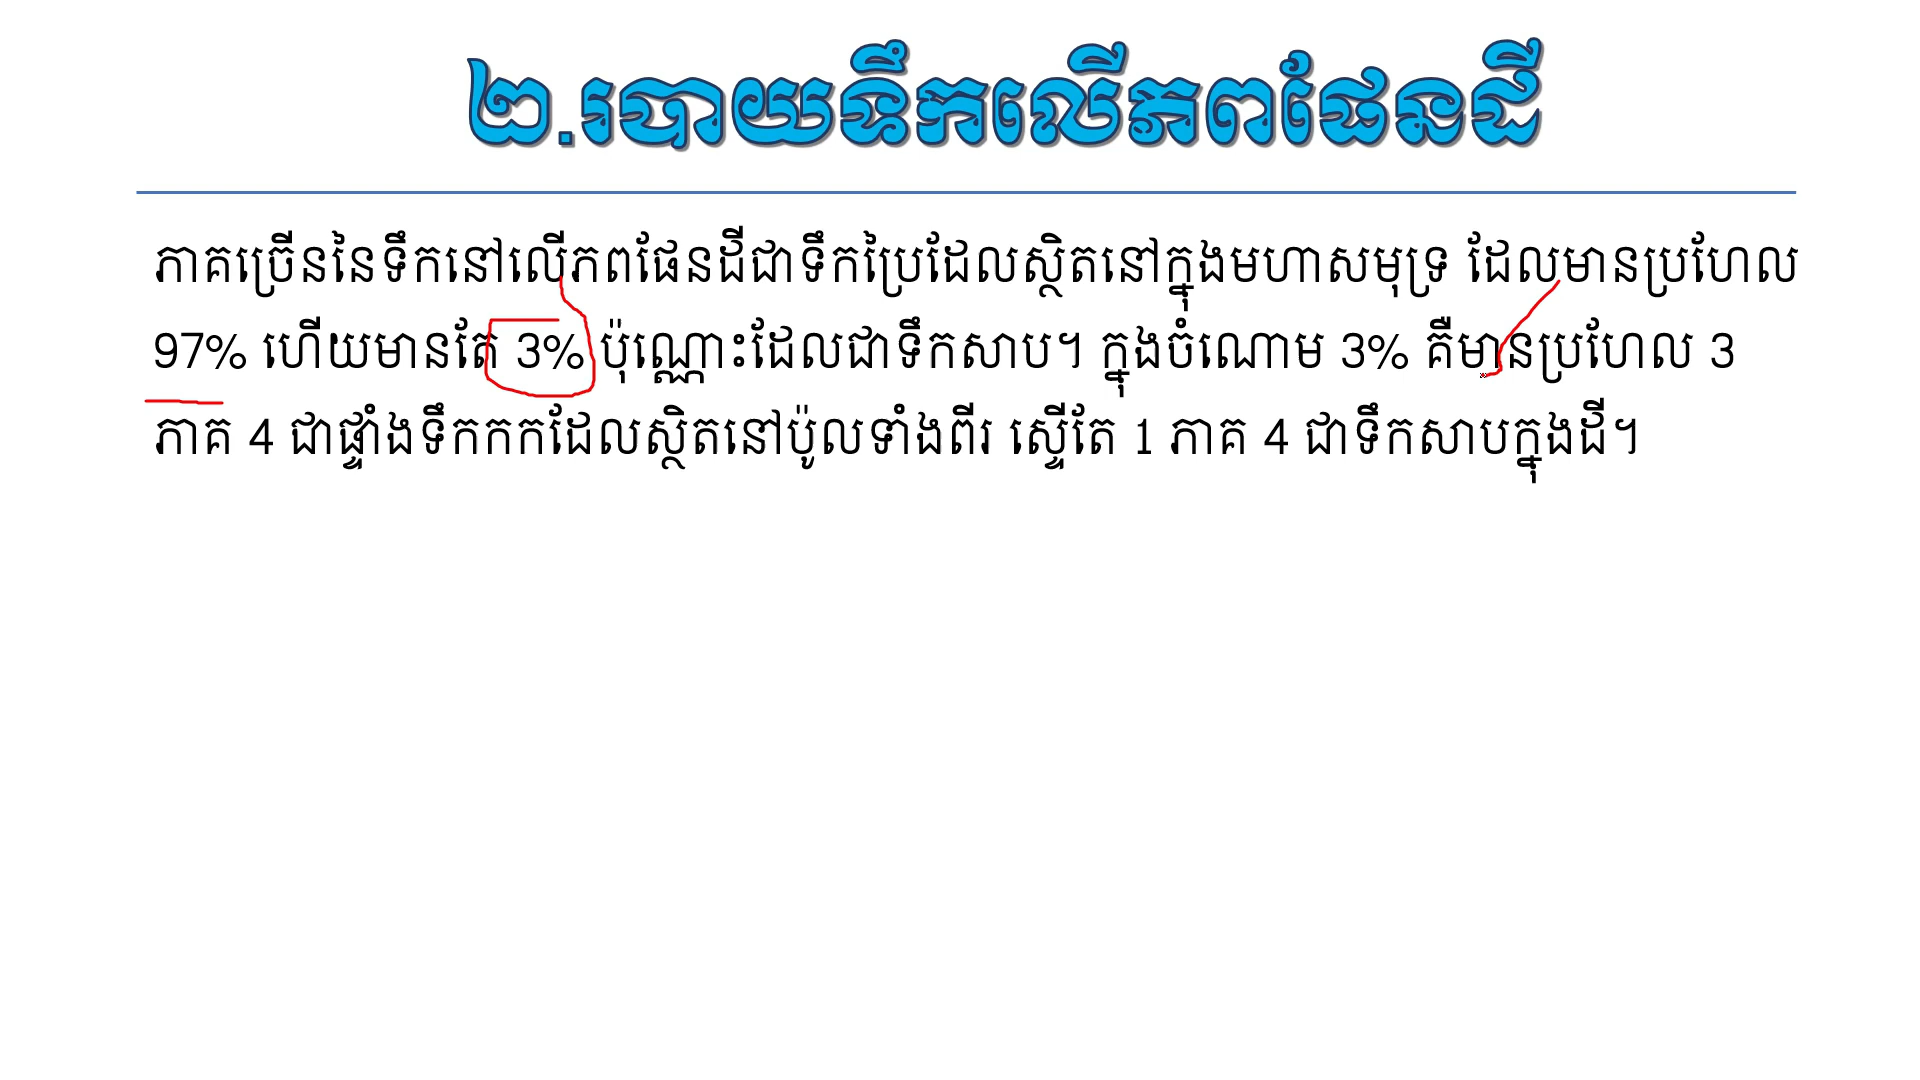 ២.របាយទឹកលើភពផែនដី
ភាគច្រើននៃទឹកនៅលើភពផែនដីជាទឹកប្រៃដែលស្ថិតនៅក្នុងមហាសមុទ្រ ដែលមានប្រហែល
97% ហើយមានតែ 3% ប៉ុណ្ណោះដែលជាទឹកសាប។ ក្នុងចំណោម 3% គឺមានប្រហែល 3
ភាគ 4 ជាផ្ទាំងទឹកកកដែលស្ថិតនៅប៉ូលទាំងពីរ ស្ទើតែ 1 ភាគ 4 ជាទឹកសាបក្នុងដី។